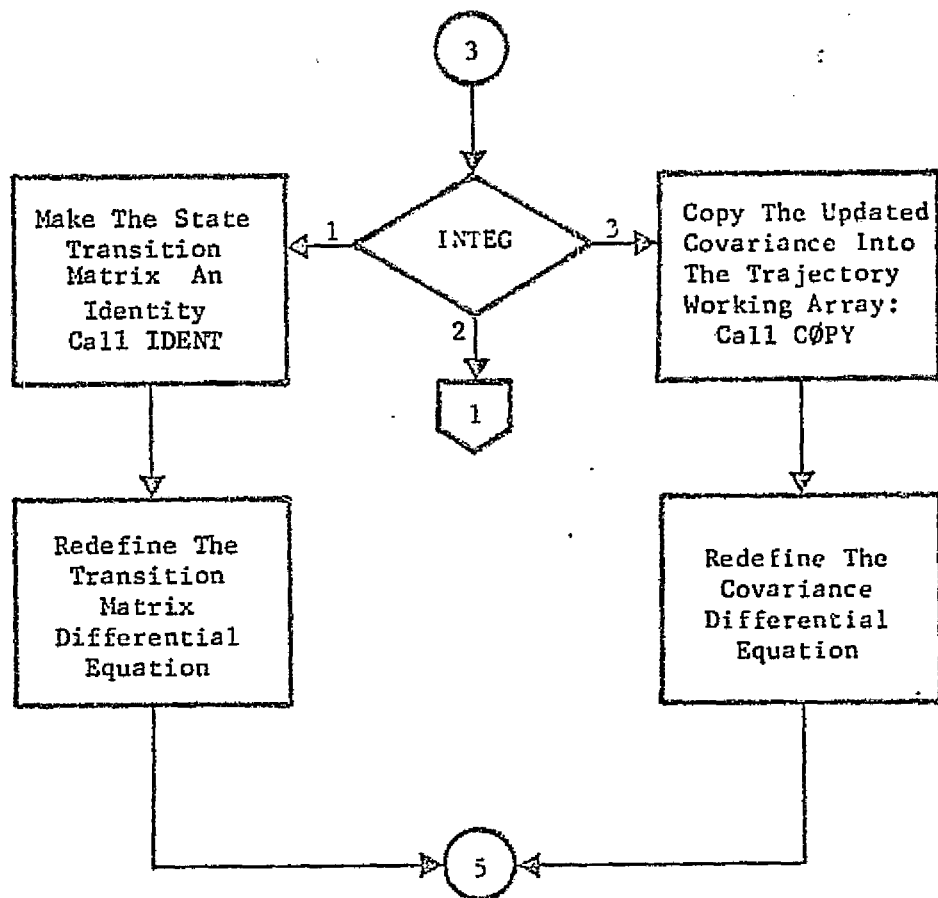 3
INTEG
1
3
2
Make The State
Transition
Matrix An
Identity
Call IDENT
Copy The Updated
Covariance Into
The Trajectory
Working Array:
Call CØPY
1
Redefine The
Transition
Matrix
Differential
Equation
Redefine The
Covariance
Differential
Equation
5